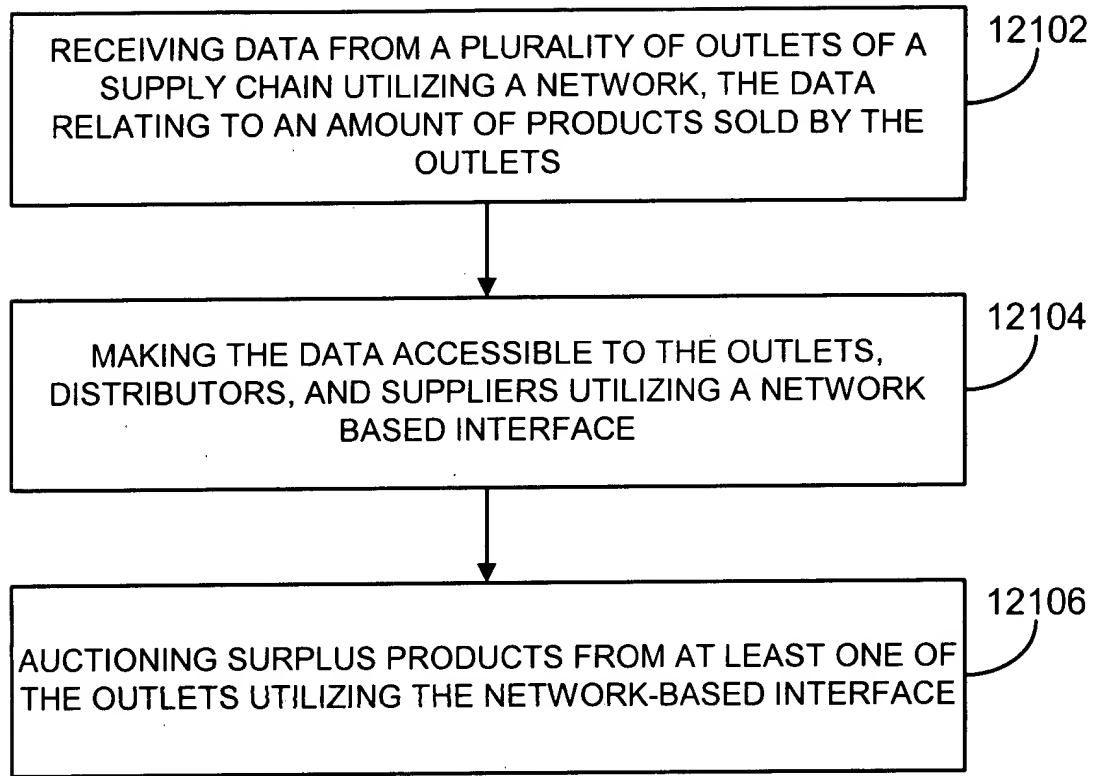 RECEIVING DATA FROM A PLURALITY OF OUTLETS OF A
SUPPLY CHAIN UTILIZING A NETWORK, THE DATA
RELATING TO AN AMOUNT OF PRODUCTS SOLD BY THE
OUTLETS
12102
MAKING THE DATA ACCESSIBLE TO THE OUTLETS,
DISTRIBUTORS, AND SUPPLIERS UTILIZING A NETWORK
BASED INTERFACE
12104
AUCTIONING SURPLUS PRODUCTS FROM AT LEAST ONE OF
THE OUTLETS UTILIZING THE NETWORK-BASED INTERFACE
12106